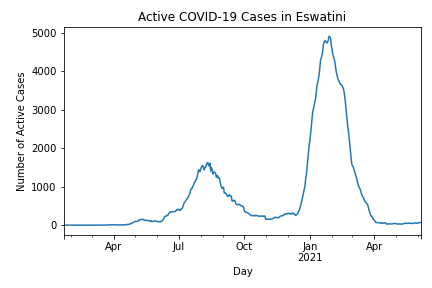 Active COVID-19 Cases in Eswatini
Number of Active Cases
5000
4000
3000
2000
1000
0
Apr
Jul
Oct
Jan
2021
Apr
Day